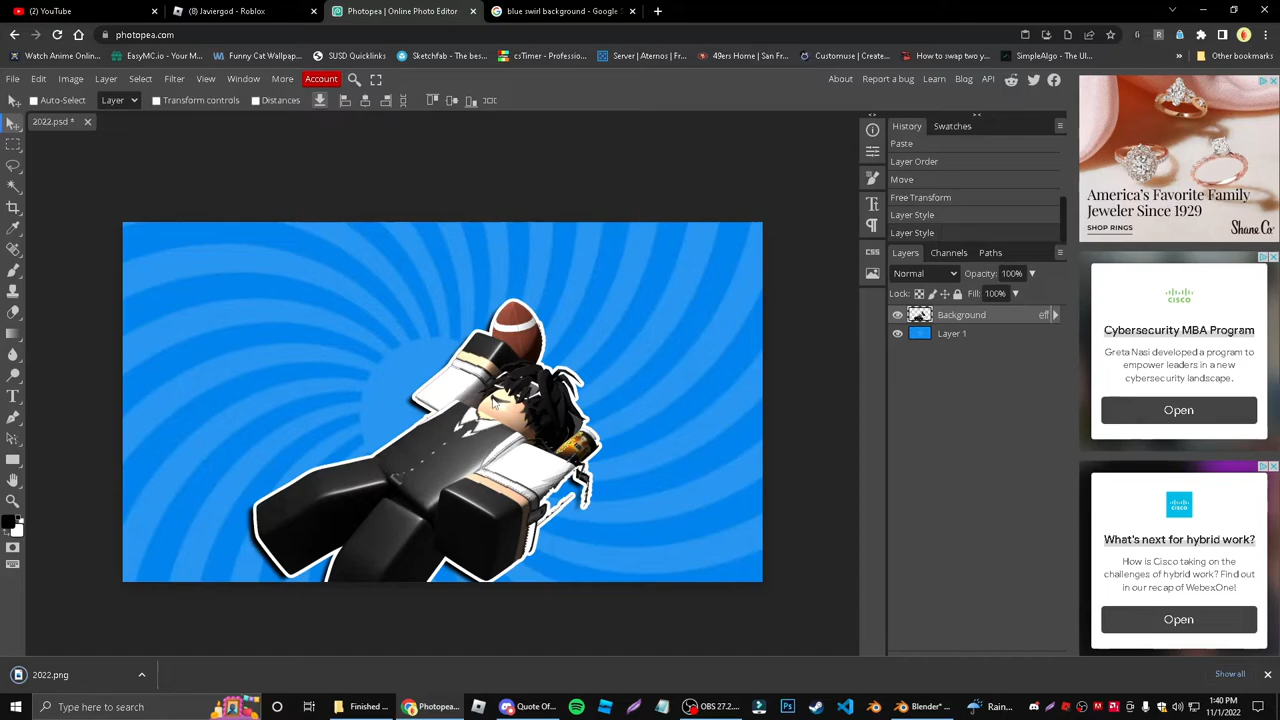 (2) YouTube
(8) Javiergod - Roblox
Photopea | Online Photo Editor
blue swirl background - Google S
photopea.com
Watch Anime Onlin...
EasyMC.io - Your M...
Funny Cat Wallpap...
SUSD Quicklinks
Sketchfab - The best...
csTimer - Professio...
Server | Aternos | F...
49ers Home | San Fr...
Customuse | Create...
How to swap two y...
SimpleAlgo - The Ul...
Other bookmarks
File Edit Image Layer Select Filter View Window More Account
About Report a bug Learn Blog API
Auto-Select Layer Transform controls Distances
2022.psd *
History Swatches
Paste
Layer Order
Move
Free Transform
Layer Style
Layer Style
CSS
Layers Channels Paths
Normal Opacity: 100%
Lock: Fill: 100%
Background eff
Layer 1
America's Favorite Family
Jeweler Since 1929
SHOP RINGS
Shane Co
CISCO
Cybersecurity MBA Program
Greta Nasi developed a program to
empower leaders in a new
cybersecurity landscape.
Open
CISCO
What's next for hybrid work?
How is Cisco taking on the
challenges of hybrid work? Find out
in our recap of WebexOne!
Open
2022.png
Show all
Type here to search
Finished ...
Photopea...
Quote Of...
OBS 27.2...
Blender* ...
Rain...
1:40 PM
11/1/2022